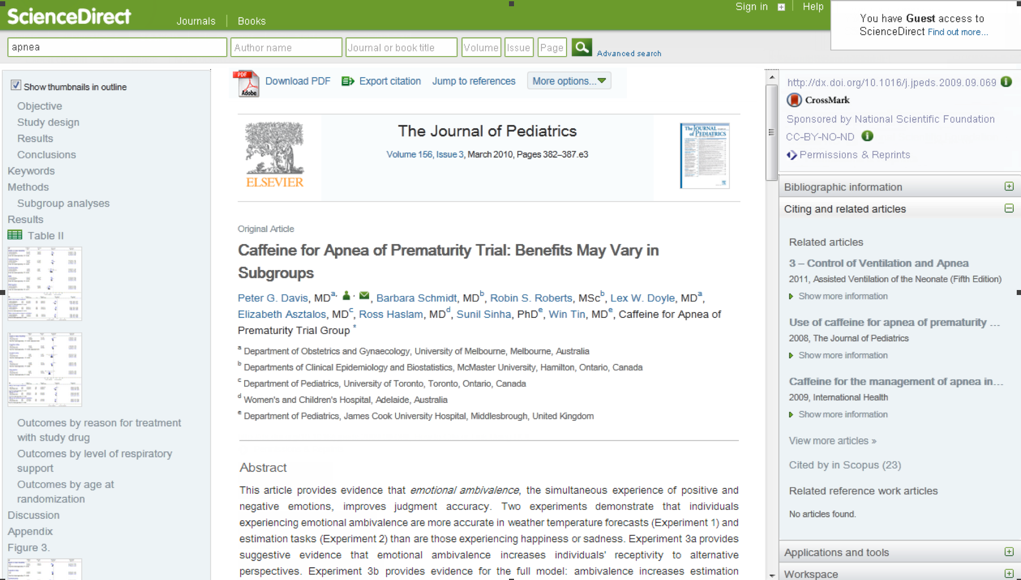 ScienceDirect
Journals | Books
Sign in
Help
You have Guest access to
ScienceDirect Find out more...
apnea
Author name
Journal or book title
Volume
Issue
Page
Advanced search
Show thumbnails in outline
Objective
Study design
Results
Conclusions
Keywords
Methods
Subgroup analyses
Results
Table II
Outcomes by reason for treatment
with study drug
Outcomes by level of respiratory
support
Outcomes by age at
randomization
Discussion
Appendix
Figure 3.
PDF
Adobe
Download PDF
Export citation
Jump to references
More options...
ELSEVIER
The Journal of Pediatrics
Volume 156, Issue 3, March 2010, Pages 382–387.e3
Original Article
Caffeine for Apnea of Prematurity Trial: Benefits May Vary in
Subgroups
Peter G. Davis, MDa, , Barbara Schmidt, MDb, Robin S. Roberts, MScb, Lex W. Doyle, MDa,
Elizabeth Asztalos, MDc, Ross Haslam, MDd, Sunil Sinha, PhDe, Win Tin, MDe, Caffeine for Apnea of
Prematurity Trial Group *
a Department of Obstetrics and Gynaecology, University of Melbourne, Melbourne, Australia
b Departments of Clinical Epidemiology and Biostatistics, McMaster University, Hamilton, Ontario, Canada
c Department of Pediatrics, University of Toronto, Toronto, Ontario, Canada
d Women's and Children's Hospital, Adelaide, Australia
e Department of Pediatrics, James Cook University Hospital, Middlesbrough, United Kingdom
Abstract
This article provides evidence that emotional ambivalence, the simultaneous experience of positive and
negative emotions, improves judgment accuracy. Two experiments demonstrate that individuals
experiencing emotional ambivalence are more accurate in weather temperature forecasts (Experiment 1) and
estimation tasks (Experiment 2) than are those experiencing happiness or sadness. Experiment 3a provides
suggestive evidence that emotional ambivalence increases individuals' receptivity to alternative
perspectives. Experiment 3b provides evidence for the full model: ambivalence increases estimation
http://dx.doi.org/10.1016/j.jpeds.2009.09.069
CrossMark
Sponsored by National Scientific Foundation
CC-BY-NO-ND
Permissions & Reprints
Bibliographic information
Citing and related articles
Related articles
3 – Control of Ventilation and Apnea
2011, Assisted Ventilation of the Neonate (Fifth Edition)
Show more information
Use of caffeine for apnea of prematurity ...
2008, The Journal of Pediatrics
Show more information
Caffeine for the management of apnea in...
2009, International Health
Show more information
View more articles »
Cited by in Scopus (23)
Related reference work articles
No articles found.
Applications and tools
Workspace